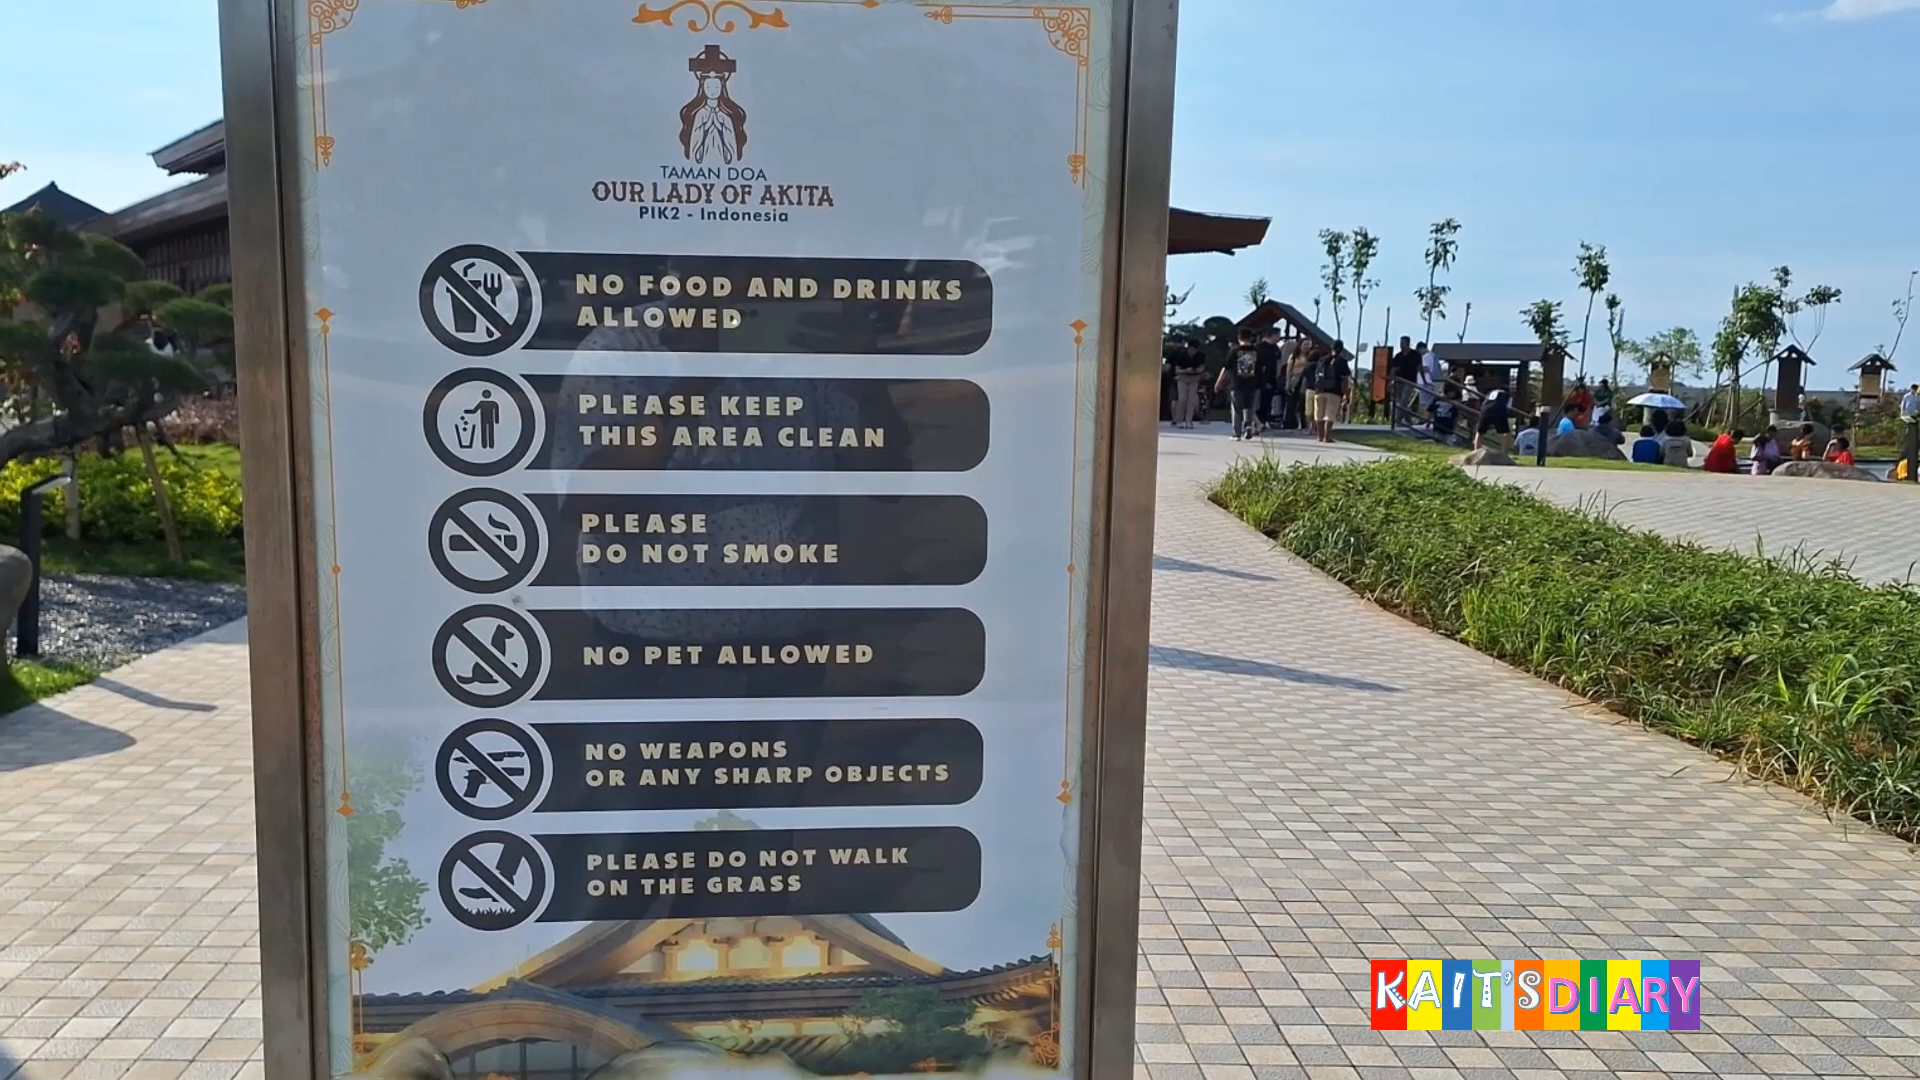 TAMAN DOA
OUR LADY OF AKITA
PIK2 - Indonesia
NO FOOD AND DRINKS
ALLOWED
PLEASE KEEP
THIS AREA CLEAN
PLEASE
DO NOT SMOKE
NO PET ALLOWED
NO WEAPONS
OR ANY SHARP OBJECTS
PLEASE DO NOT WALK
ON THE GRASS
KAIT'S DIARY